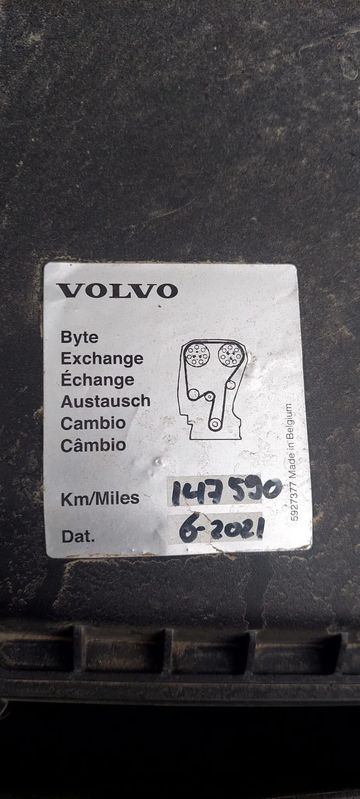 VOLVO
Byte
Exchange
Échange
Austausch
Cambio
Câmbio
Km/Miles 147590
Dat. 6-2021
5927377 Made in Belgium